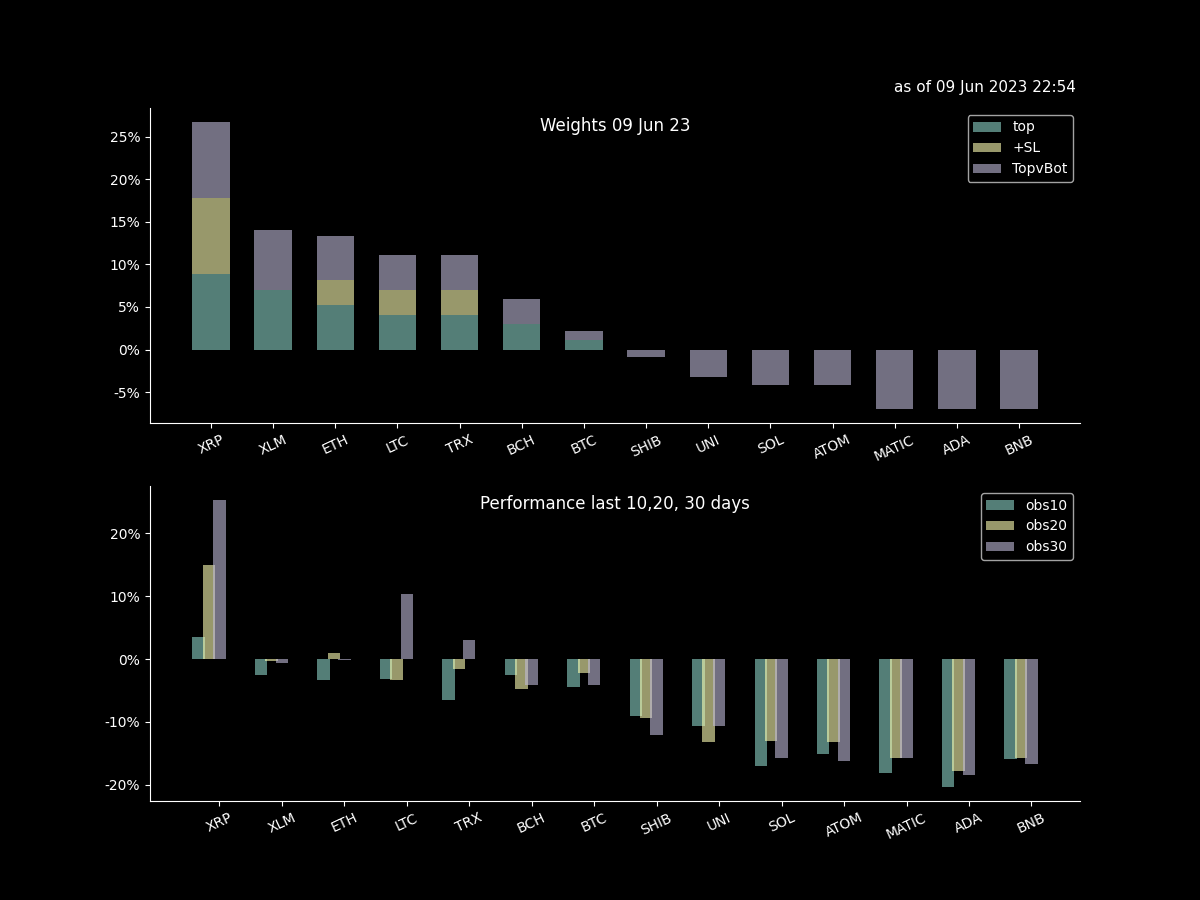 as of 09 Jun 2023 22:54
Weights 09 Jun 23
top
+SL
TopvBot
25%
20%
15%
10%
5%
0%
-5%
XRP XLM ETH LTC TRX BCH BTC SHIB UNI SOL ATOM MATIC ADA BNB
Performance last 10,20, 30 days
obs10
obs20
obs30
20%
10%
0%
-10%
-20%
XRP XLM ETH LTC TRX BCH BTC SHIB UNI SOL ATOM MATIC ADA BNB